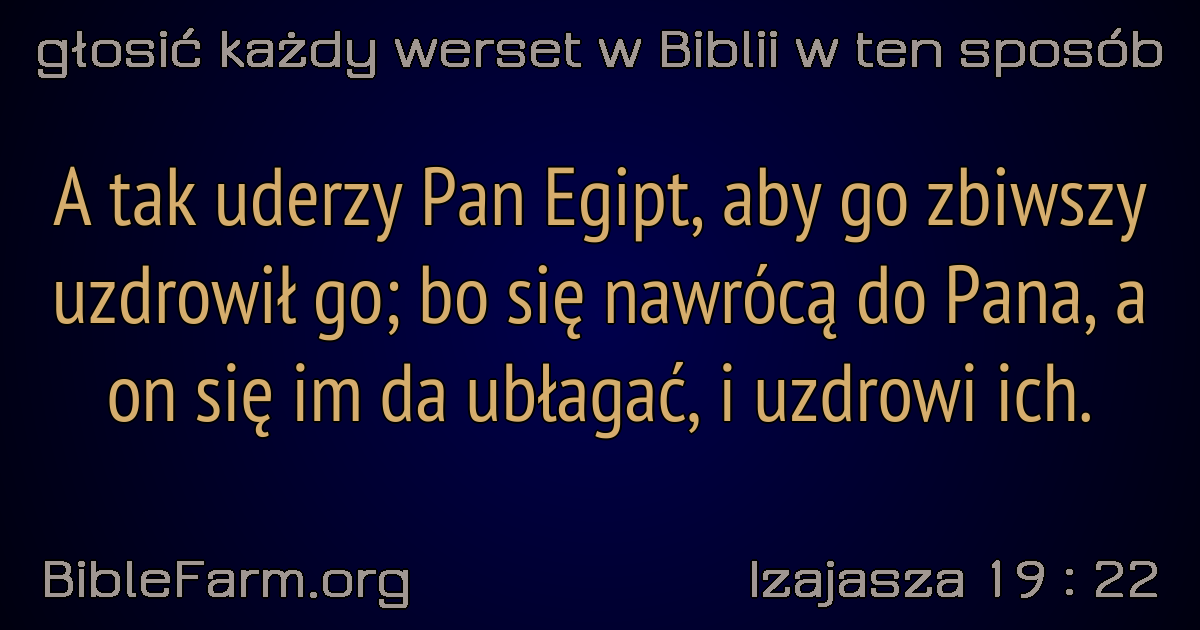 głosić każdy werset w Biblii w ten sposób
A tak uderzy Pan Egipt, aby go zbiwszy
uzdrowił go; bo się nawrócą do Pana, a
on się im da ubłagać, i uzdrowi ich.
BibleFarm.org
Izajasza 19 : 22